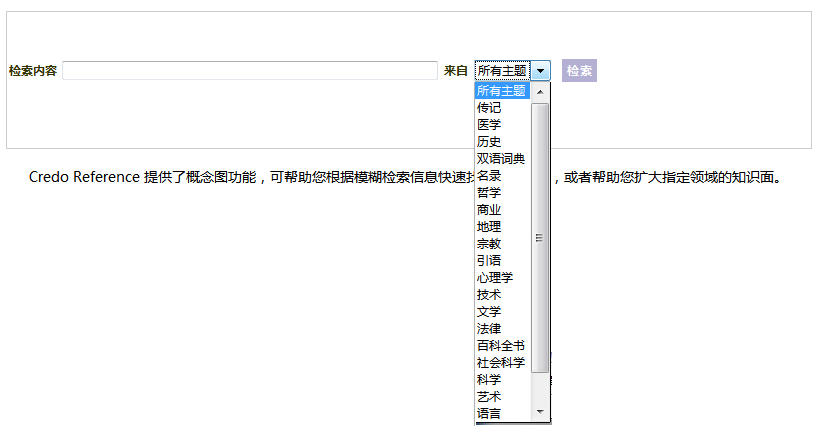 检索内容 来自 所有主题 检索
所有主题
传记
医学
历史
双语词典
名录
哲学
商业
地理
宗教
引语
心理学
技术
文学
法律
百科全书
社会科学
科学
艺术
语言
Credo Reference 提供了概念图功能，可帮助您根据模糊检索信息快速找 ，或者帮助您扩大指定领域的知识面。